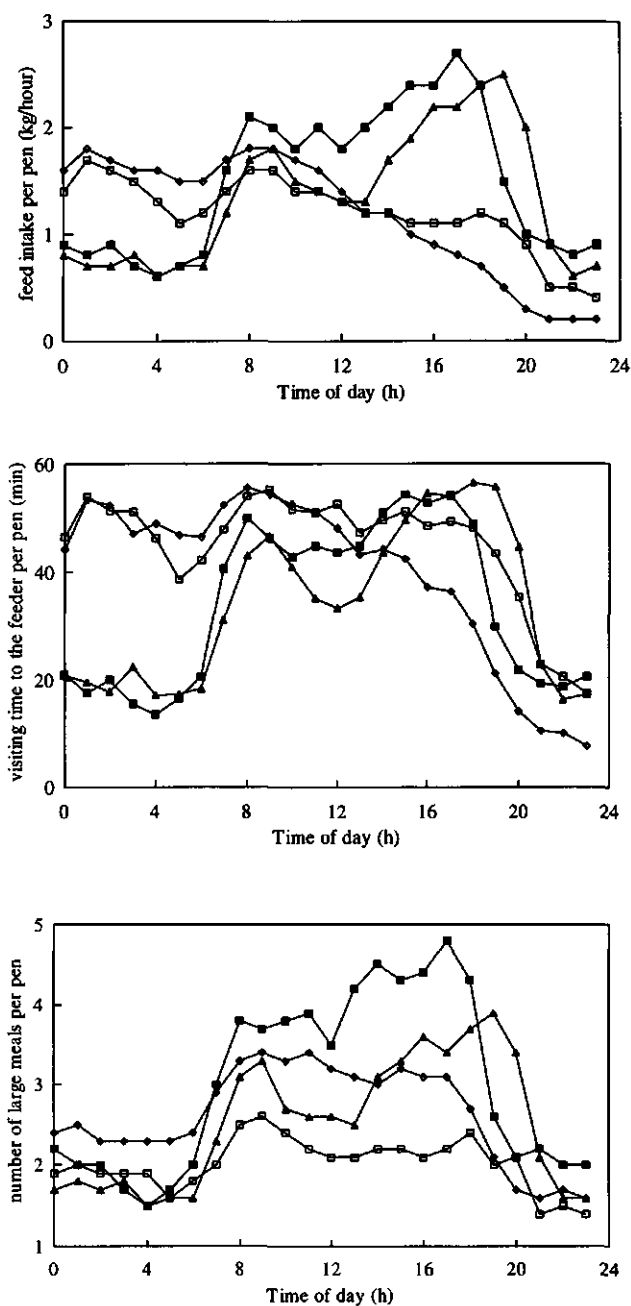 3
2
1
0
feed intake per pen (kg/hour)
0 4 8 12 16 20 24
Time of day (h)
60
40
20
0
visiting time to the feeder per pen (min)
0 4 8 12 16 20 24
Time of day (h)
5
4
3
2
1
number of large meals per pen
0 4 8 12 16 20 24
Time of day (h)